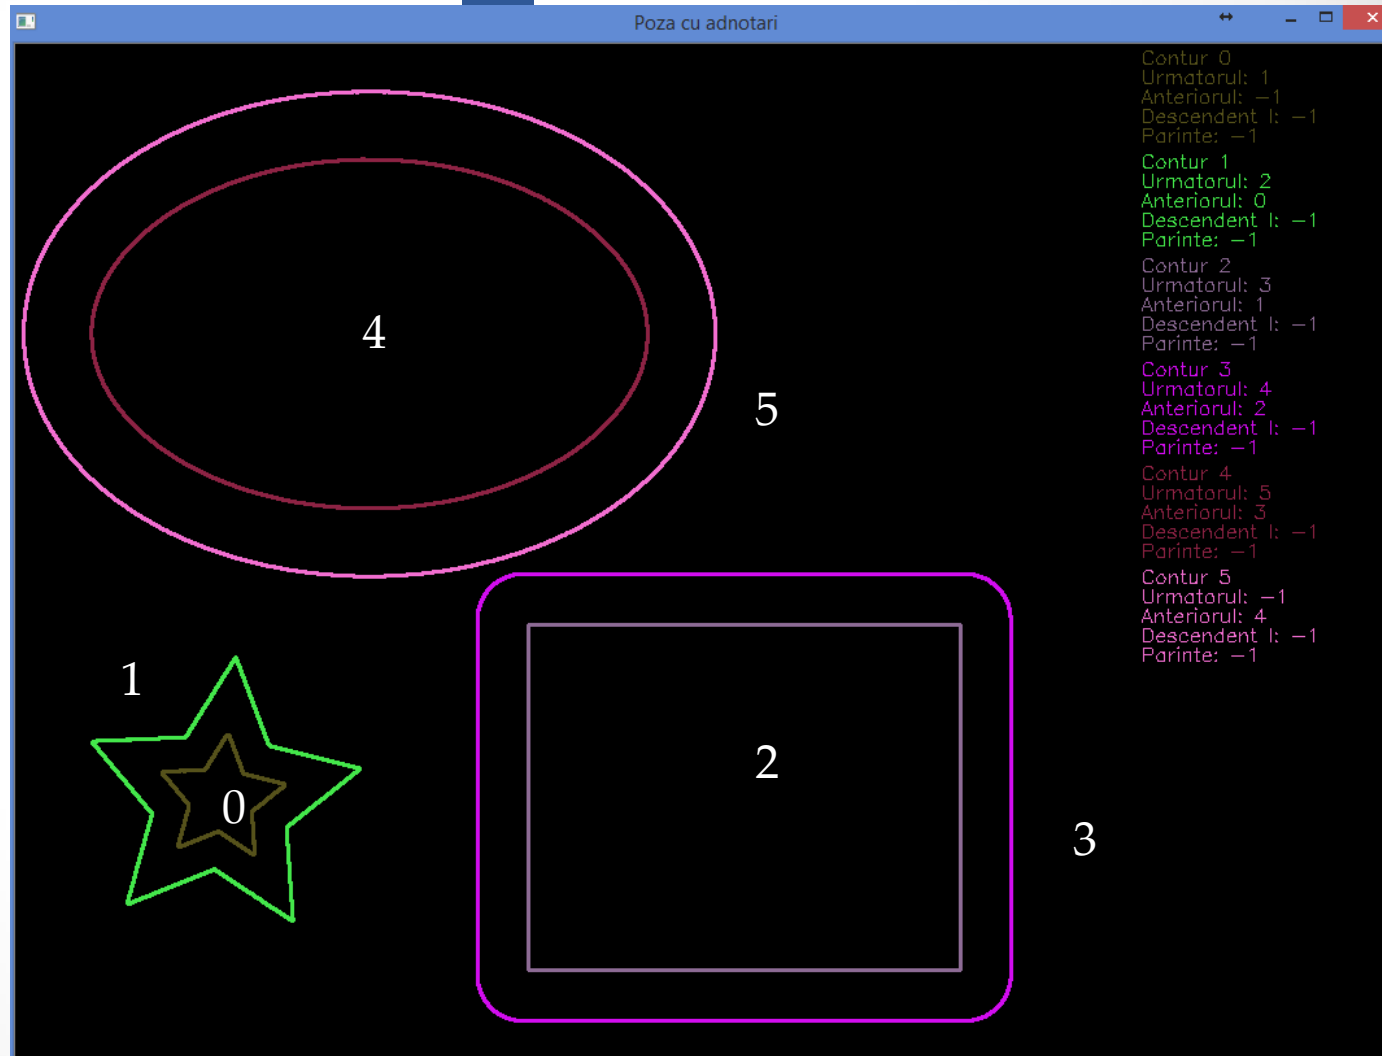 Poza cu adnotari
Contur 0
Urmatorul: 1
Anteriorul: -1
Descendent I: -1
Parinte: -1
Contur 1
Urmatorul: 2
Anteriorul: 0
Descendent I: -1
Parinte: -1
Contur 2
Urmatorul: 3
Anteriorul: 1
Descendent I: -1
Parinte: -1
Contur 3
Urmatorul: 4
Anteriorul: 2
Descendent I: -1
Parinte: -1
Contur 4
Urmatorul: 5
Anteriorul: 3
Descendent I: -1
Parinte: -1
Contur 5
Urmatorul: -1
Anteriorul: 4
Descendent I: -1
Parinte: -1
4
5
1
0
2
3